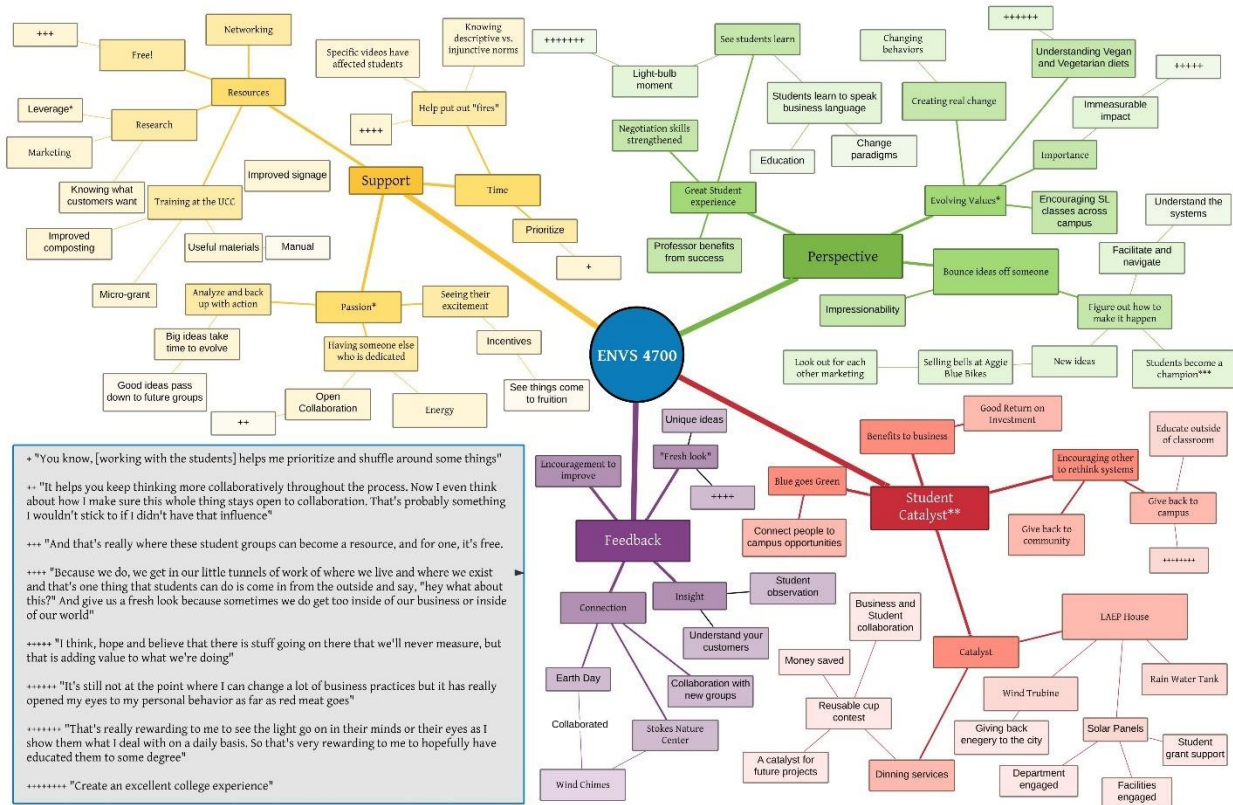 +++
Free!
Networking
Resources
Leverage*
Research
Marketing
Knowing what
customers want
Training at the UCC
Improved signage
Improved
composting
Useful materials
Manual
Micro-grant
Specific videos have
affected students
Knowing
descriptive vs.
injunctive norms
Help put out "fires"
++++
Support
Time
Prioritize
+
Analyze and back
up with action
Passion*
Seeing their
excitement
Big ideas take
time to evolve
Having someone else
who is dedicated
Incentives
Good ideas pass
down to future groups
Open
Collaboration
Energy
See things come
to fruition
++
+++++++
See students learn
Light-bulb
moment
Students learn to speak
business language
Negotiation skills
strengthened
Education
Change
paradigms
Great Student
experience
Professor benefits
from success
Changing
behaviors
++++++
Understanding Vegan
and Vegetarian diets
+++++
Creating real change
Immeasurable
impact
Importance
Evolving Values*
Encouraging SL
classes across
campus
Understand the
systems
Perspective
Facilitate and
navigate
Bounce ideas off someone
Impressionability
Figure out how to
make it happen
Look out for each
other marketing
Selling bells at Aggie
Blue Bikes
New ideas
Students become a
champion***
ENVS 4700
Unique ideas
Encouragement to
improve
"Fresh look"
++++
Feedback
Student
observation
Insight
Connection
Understand your
customers
Earth Day
Collaboration with
new groups
Collaborated
Stokes Nature
Center
Wind Chimes
Good Return on
Investment
Benefits to business
Educate outside
of classroom
Blue goes Green
Encouraging other
to rethink systems
Student
Catalyst**
Connect people to
campus opportunities
Give back to
community
Give back to
campus
++++++++
Business and
Student
collaboration
LAEP House
Money saved
Catalyst
Reusable cup
contest
Wind Trubine
Rain Water Tank
A catalyst for
future projects
Giving back
enegery to the city
Solar Panels
Student
grant support
Dinning services
Department
engaged
Facilities
engaged
+ "You know, [working with the students] helps me prioritize and shuffle around some things"
++ "It helps you keep thinking more collaboratively throughout the process. Now I even think
about how I make sure this whole thing stays open to collaboration. That's probably something
I wouldn't stick to if I didn't have that influence"
+++ "And that's really where these student groups can become a resource, and for one, it's free.
++++ "Because we do, we get in our little tunnels of work of where we live and where we exist
and that's one thing that students can do is come in from the outside and say, "hey what about
this?" And give us a fresh look because sometimes we do get too inside of our business or inside
of our world"
+++++ "I think, hope and believe that there is stuff going on there that we'll never measure, but
that is adding value to what we're doing"
++++++ "It's still not at the point where I can change a lot of business practices but it has really
opened my eyes to my personal behavior as far as red meat goes"
+++++++ "That's really rewarding to me to see the light go on in their minds or their eyes as I
show them what I deal with on a daily basis. So that's very rewarding to me to hopefully have
educated them to some degree"
++++++++ "Create an excellent college experience"